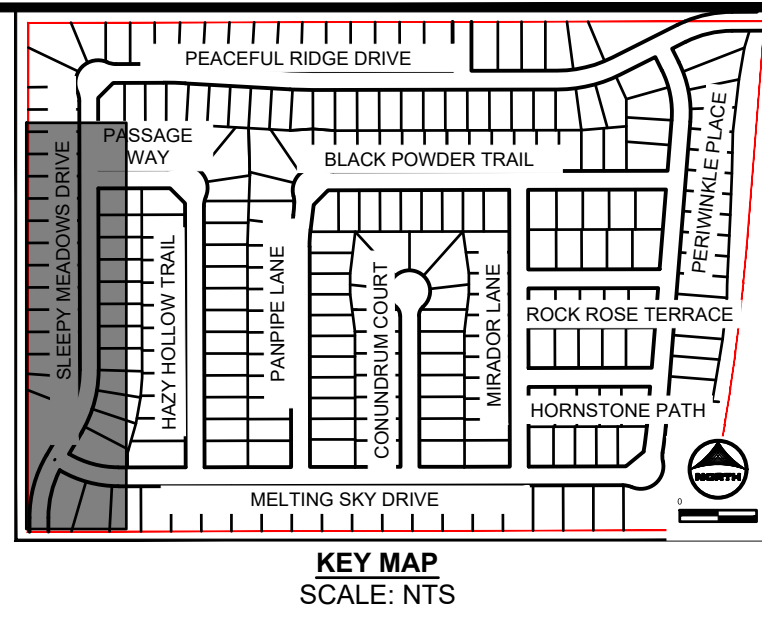 PEACEFUL RIDGE DRIVE
PASSAGE
WAY
BLACK POWDER TRAIL
SLEEPY MEADOWS DRIVE
HAZY HOLLOW TRAIL
PANPIPE LANE
CONUNDRUM COURT
MIRADOR LANE
PERIWINKLE PLACE
ROCK ROSE TERRACE
HORNSTONE PATH
MELTING SKY DRIVE
NORTH
0
KEY MAP
SCALE: NTS